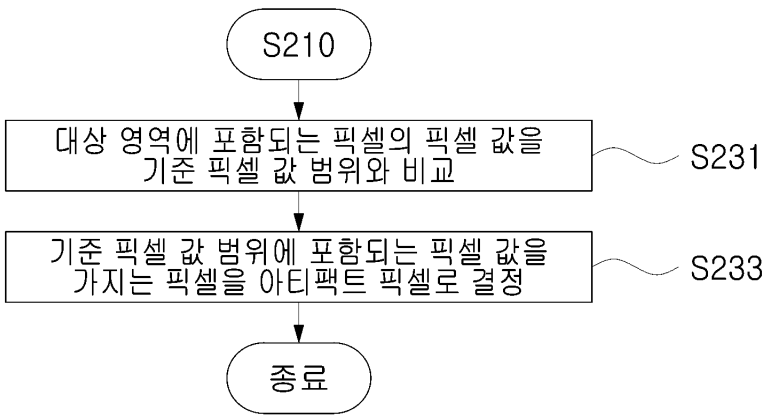 S210
대상 영역에 포함되는 픽셀의 픽셀 값을
기준 픽셀 값 범위와 비교
S231
기준 픽셀 값 범위에 포함되는 픽셀 값을
가지는 픽셀을 아티팩트 픽셀로 결정
S233
종료